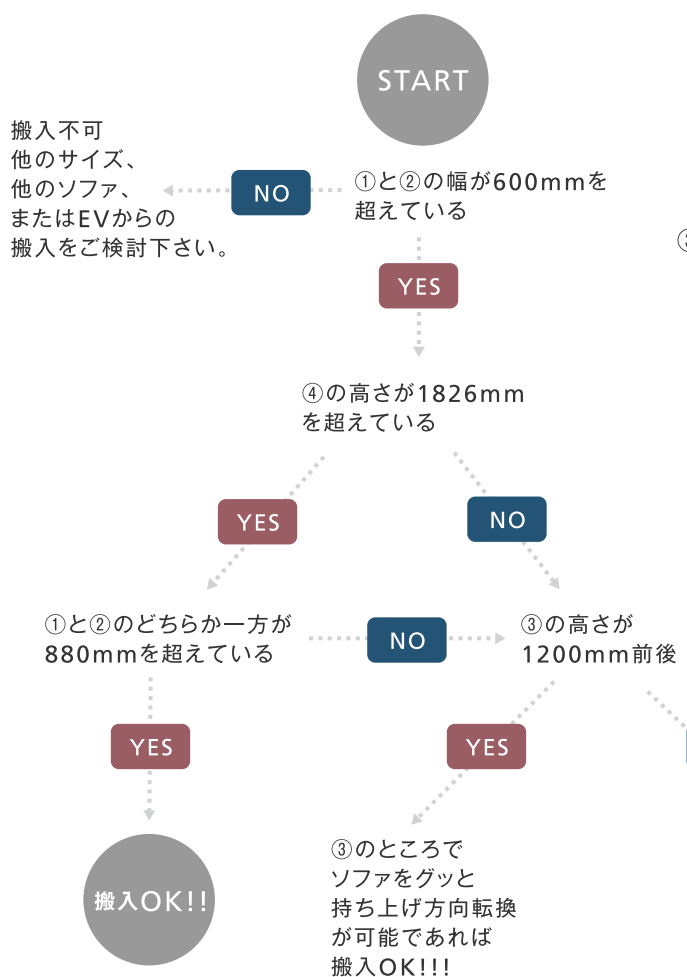 START
搬入不可
他のサイズ、
他のソファ、
またはEVからの
搬入をご検討下さい。
NO
①と②の幅が600mmを
超えている
YES
④の高さが1826mm
を超えている
YES
NO
①と②のどちらか一方が
880mmを超えている
NO
③の高さが
1200mm前後
YES
YES
搬入OK!!
③のところで
ソファをグッと
持ち上げ方向転換
が可能であれば
搬入OK!!!